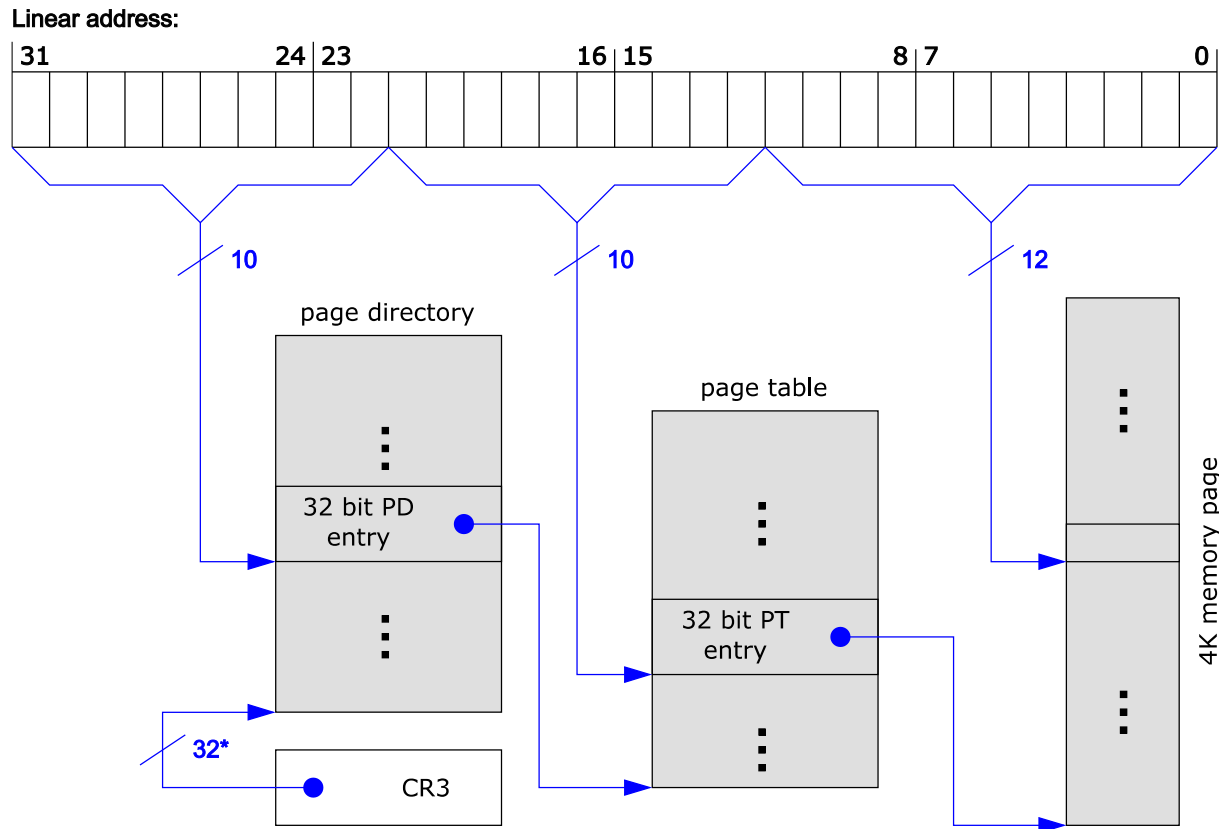 Linear address:
31 24 23 16 15 8 7 0
10 10 12
page directory
page table
32 bit PD
entry
32 bit PT
entry
4K memory page
32*
CR3